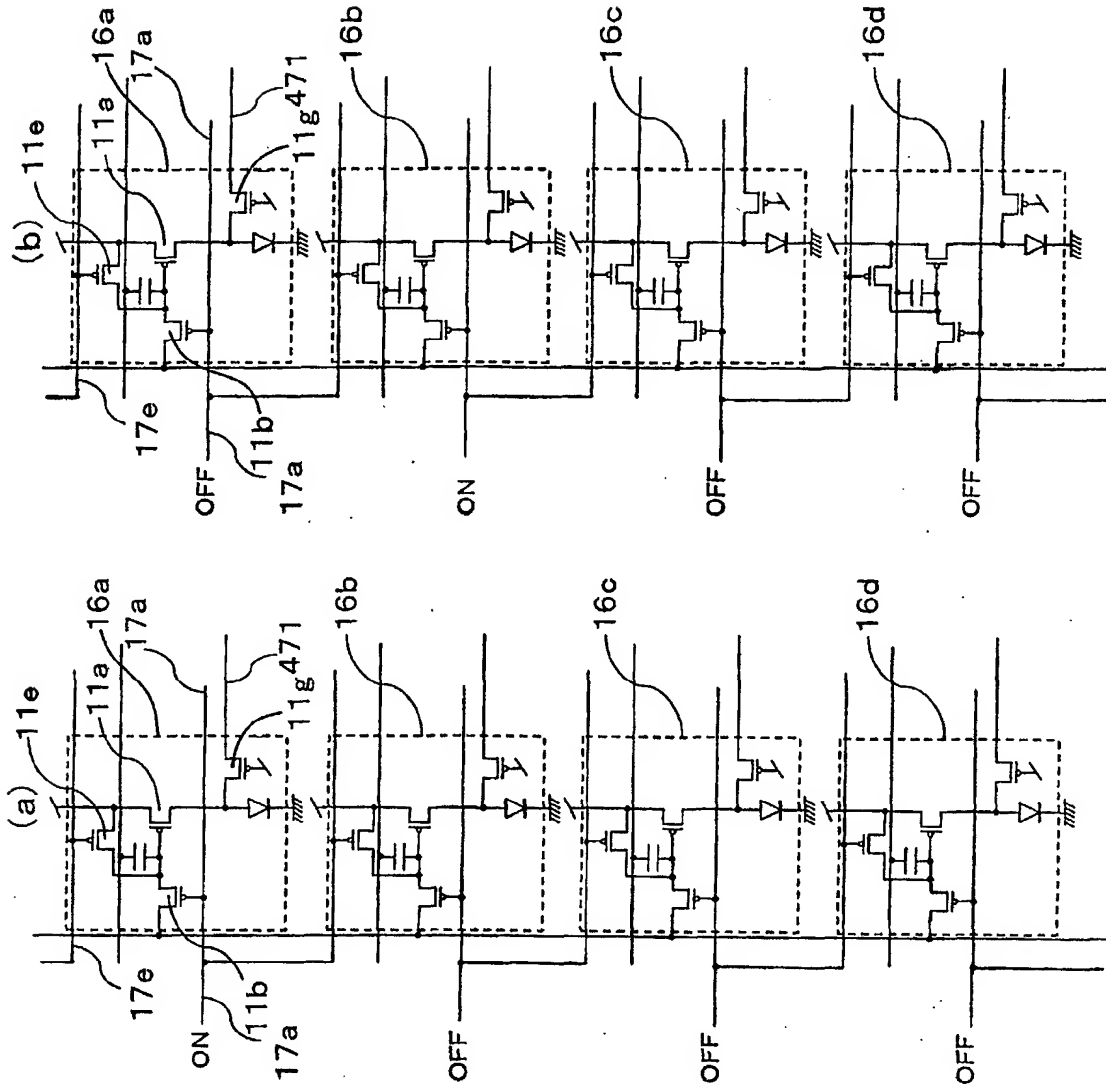 (a)
11e
11a
16a
17a
11g 471
17e
ON
11b
17a
16b
OFF
16c
OFF
16d
OFF
(b)
11e
11a
16a
17a
11g 471
17e
OFF
11b
17a
16b
ON
16c
OFF
16d
OFF